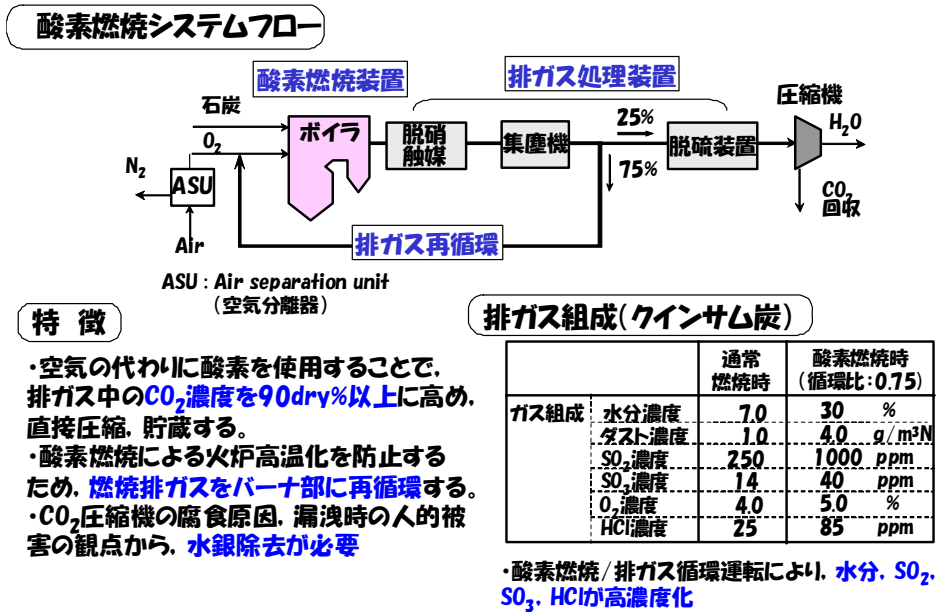 酸素燃焼システムフロー
酸素燃焼装置
排ガス処理装置
石炭
O2
N2
ASU
Air
ボイラ
脱硝
触媒
集塵機
25%
75%
脱硫装置
圧縮機
H2O
CO2
回収
排ガス再循環
ASU : Air separation unit
(空気分離器)
特 徴
・空気の代わりに酸素を使用することで,
排ガス中のCO2濃度を90dry%以上に高め,
直接圧縮,貯蔵する。
・酸素燃焼による火炉高温化を防止する
ため,燃焼排ガスをバーナ部に再循環する。
・CO2圧縮機の腐食原因,漏洩時の人的被
害の観点から,水銀除去が必要
排ガス組成(クインサム炭)
通常
燃焼時
酸素燃焼時
(循環比:0.75)
ガス組成 水分濃度 7.0 30 %
ダスト濃度 1.0 4.0 g/m³N
SO2濃度 250 1000 ppm
SO3濃度 14 40 ppm
O2濃度 4.0 5.0 %
HCl濃度 25 85 ppm
・酸素燃焼/排ガス循環運転により,水分,SO2,
SO3,HClが高濃度化